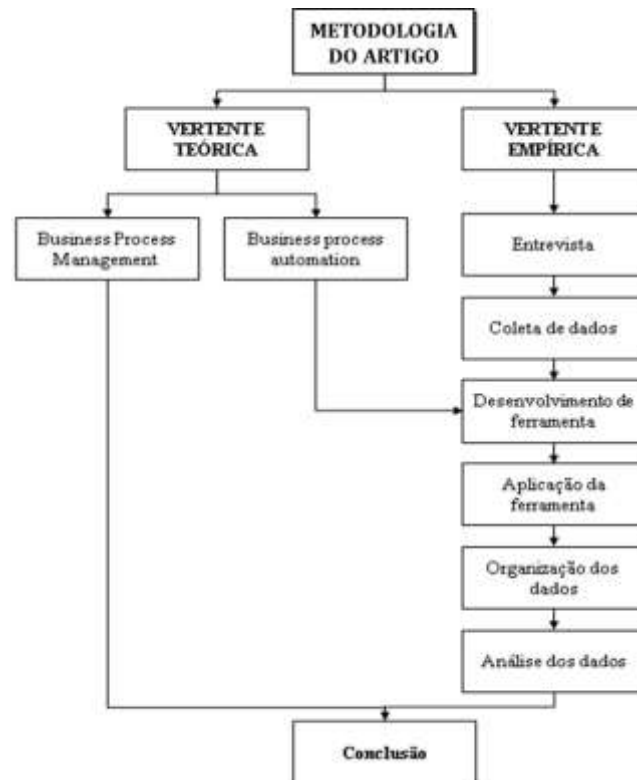 METODOLOGIA
DO ARTIGO
VERTENTE
TEÓRICA
VERTENTE
EMPÍRICA
Business Process
Management
Business process
automation
Entrevista
Coleta de dados
Desenvolvimento de
ferramenta
Aplicação da
ferramenta
Organização dos
dados
Análise dos dados
Conclusão